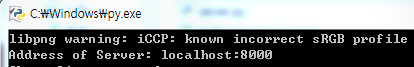 C:₩Windows₩py.exe
libpng warning: iCCP: known incorrect sRGB profile
Address of Server: localhost:8000